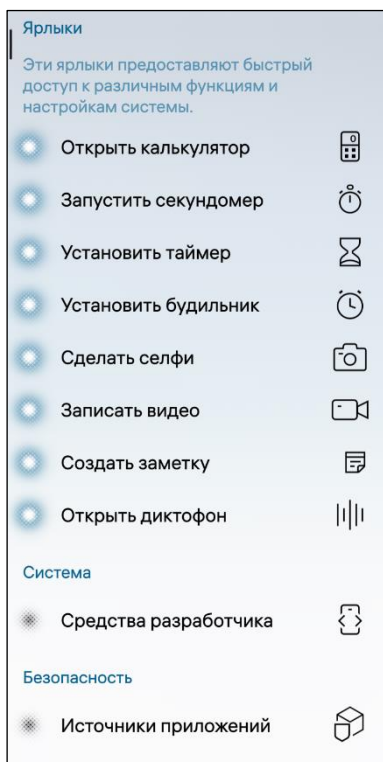 Ярлыки
Эти ярлыки предоставляют быстрый
доступ к различным функциям и
настройкам системы.
Открыть калькулятор
Запустить секундомер
Установить таймер
Установить будильник
Сделать селфи
Записать видео
Создать заметку
Открыть диктофон
Система
Средства разработчика
Безопасность
Источники приложений